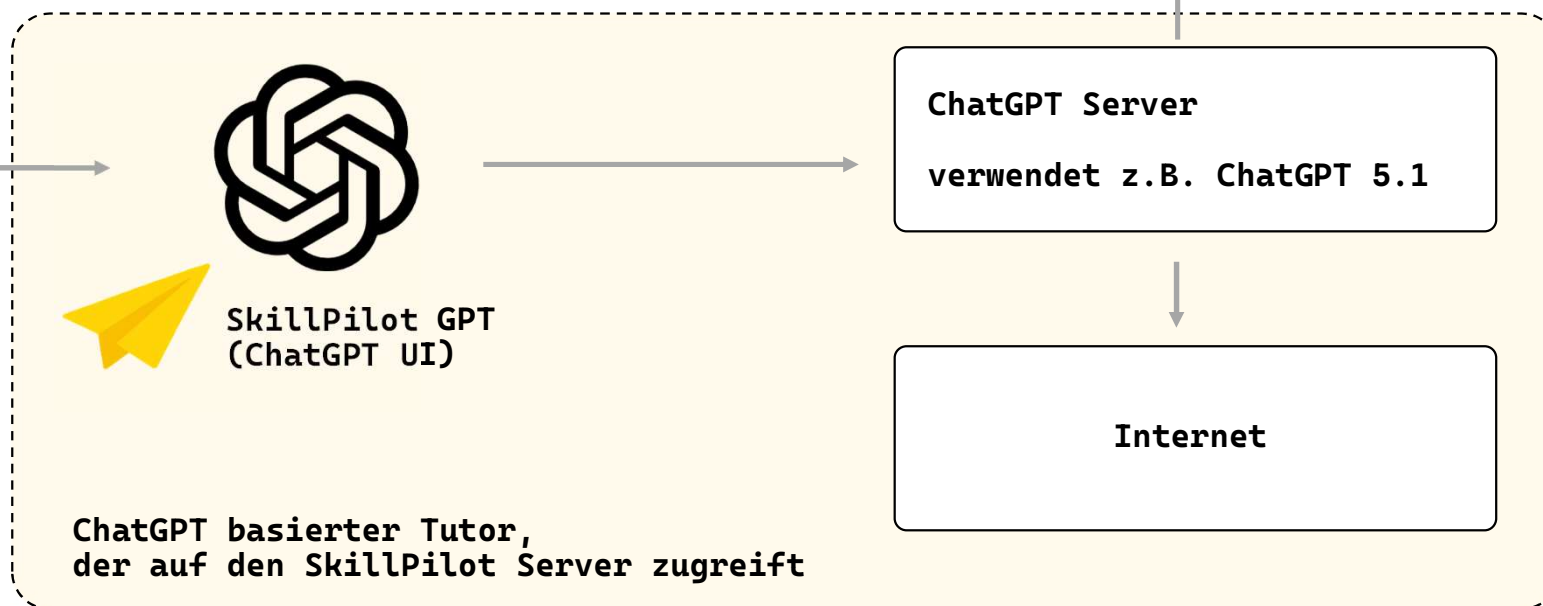 ChatGPT Server
verwendet z.B. ChatGPT 5.1
SkillPilot GPT
(ChatGPT UI)
Internet
ChatGPT basierter Tutor,
der auf den SkillPilot Server zugreift